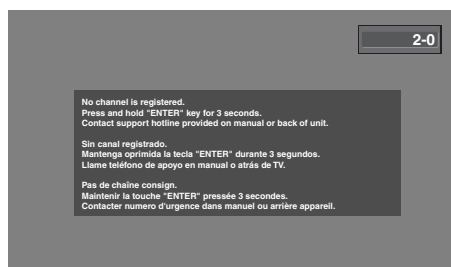 2-0
No channel is registered.
Press and hold "ENTER" key for 3 seconds.
Contact support hotline provided on manual or back of unit.
Sin canal registrado.
Mantenga oprimida la tecla "ENTER" durante 3 segundos.
Llame teléfono de apoyo en manual o atrás de TV.
Pas de chaîne consign.
Maintenir la touche "ENTER" pressée 3 secondes.
Contacter numero d'urgence dans manuel ou arrière appareil.